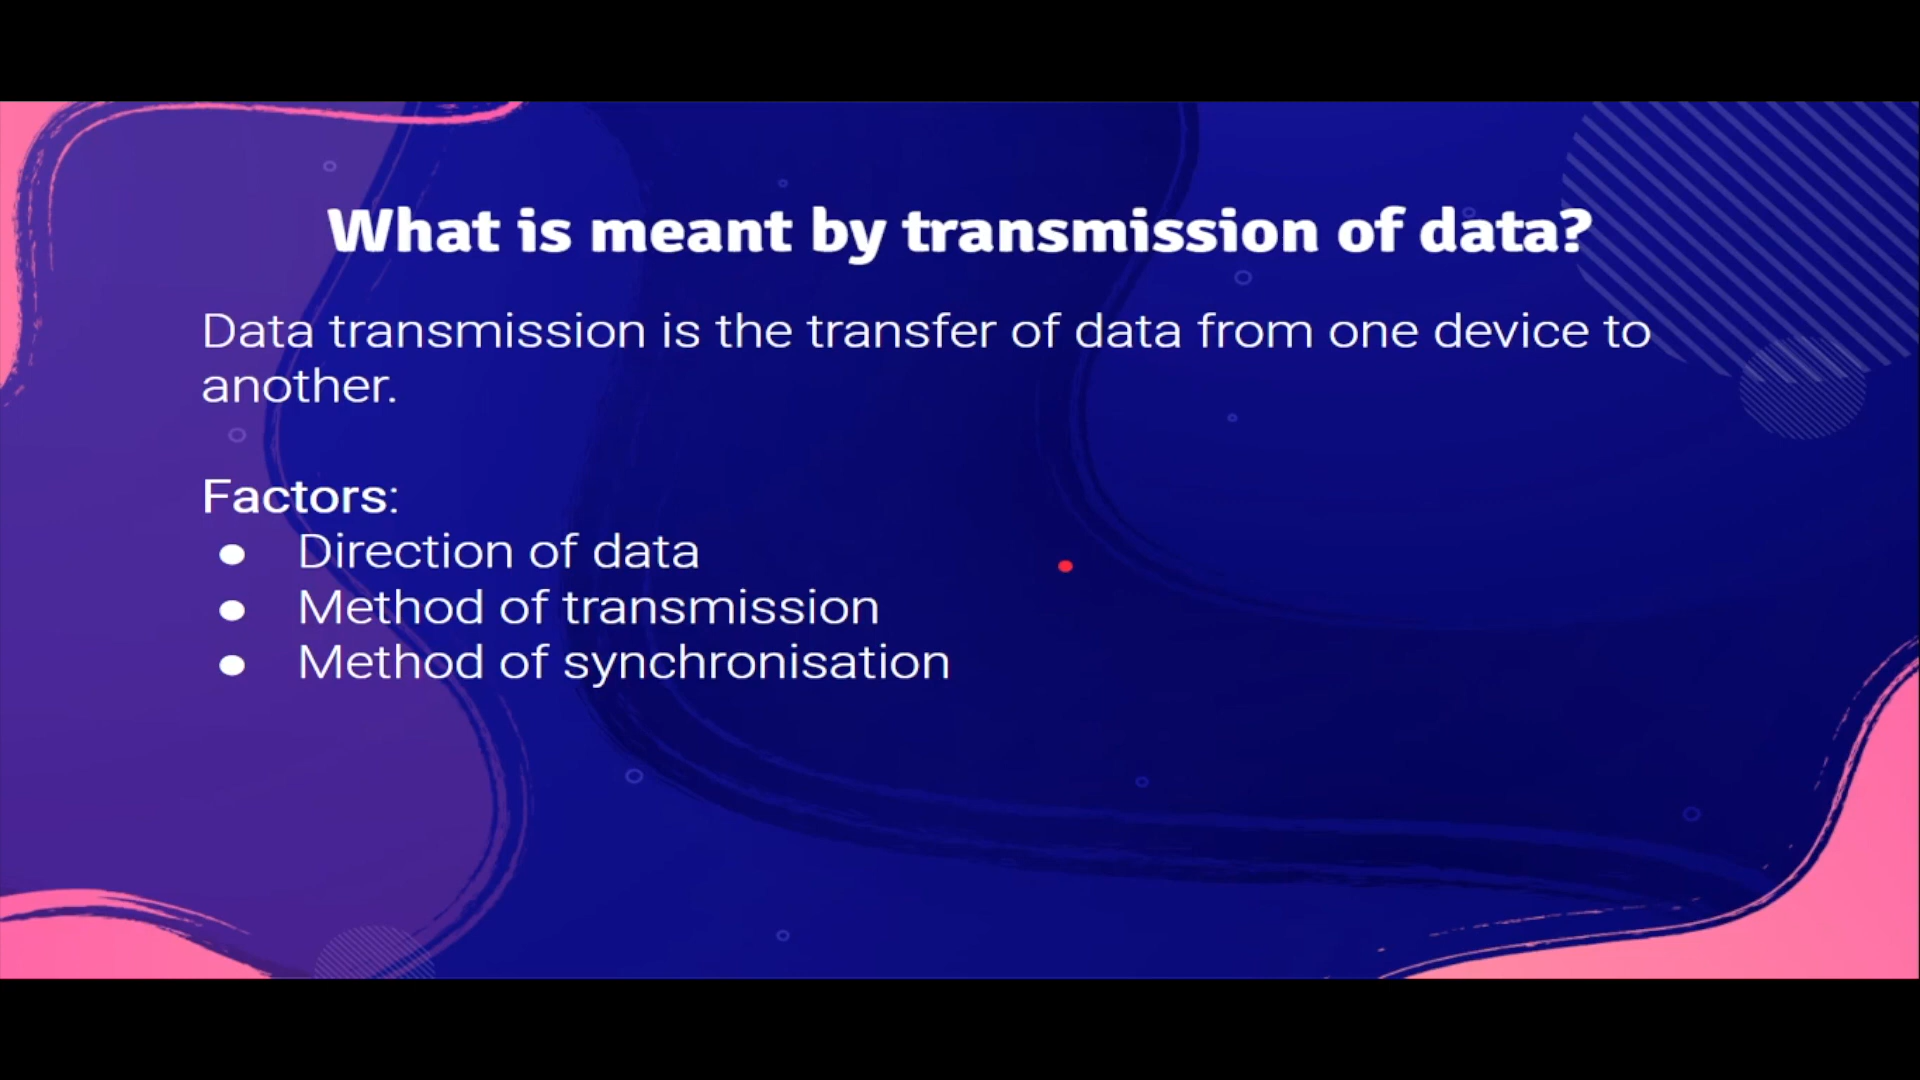 What is meant by transmission of data?
Data transmission is the transfer of data from one device to
another.
Factors:
● Direction of data
● Method of transmission
● Method of synchronisation